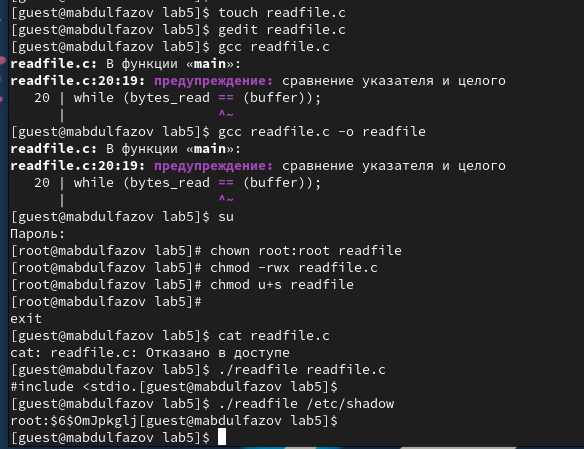 [guest@mabdulfazov lab5]$ touch readfile.c
[guest@mabdulfazov lab5]$ gedit readfile.c
[guest@mabdulfazov lab5]$ gcc readfile.c
readfile.c: В функции «main»:
readfile.c:20:19: предупреждение: сравнение указателя и целого
   20 | while (bytes_read == (buffer));
      |                   ^~
[guest@mabdulfazov lab5]$ gcc readfile.c -o readfile
readfile.c: В функции «main»:
readfile.c:20:19: предупреждение: сравнение указателя и целого
   20 | while (bytes_read == (buffer));
      |                   ^~
[guest@mabdulfazov lab5]$ su
Пароль:
[root@mabdulfazov lab5]# chown root:root readfile
[root@mabdulfazov lab5]# chmod -rwx readfile.c
[root@mabdulfazov lab5]# chmod u+s readfile
[root@mabdulfazov lab5]#
exit
[guest@mabdulfazov lab5]$ cat readfile.c
cat: readfile.c: Отказано в доступе
[guest@mabdulfazov lab5]$ ./readfile readfile.c
#include <stdio.[guest@mabdulfazov lab5]$
[guest@mabdulfazov lab5]$ ./readfile /etc/shadow
root:$6$OmJpkglj[guest@mabdulfazov lab5]$
[guest@mabdulfazov lab5]$